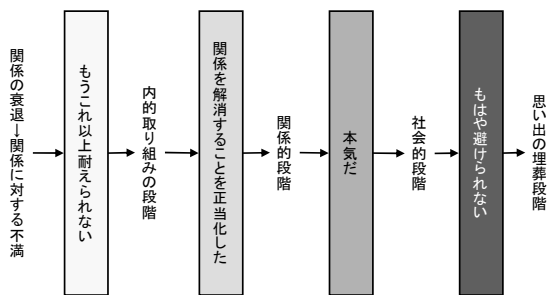 関係の衰退→関係に対する不満
もうこれ以上耐えられない
内的取り組みの段階
関係を解消することを正当化した
関係的段階
本気だ
社会的段階
もはや避けられない
思い出の埋葬段階